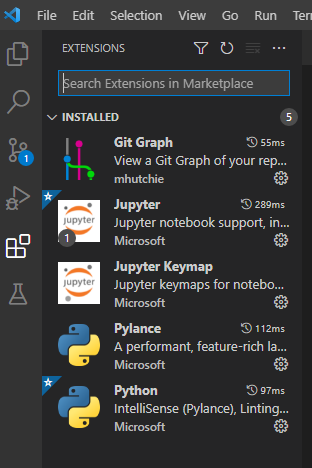 File Edit Selection View Go Run Ter
EXTENSIONS
Search Extensions in Marketplace
INSTALLED 5
Git Graph 55ms
View a Git Graph of your rep...
mhutchie
1
Jupyter 289ms
jupyter
Jupyter notebook support, in...
1
Microsoft
Jupyter Keymap
jupyter
Jupyter keymaps for notebo...
Microsoft
Pylance 112ms
A performant, feature-rich la...
Microsoft
Python 97ms
IntelliSense (Pylance), Linting...
Microsoft